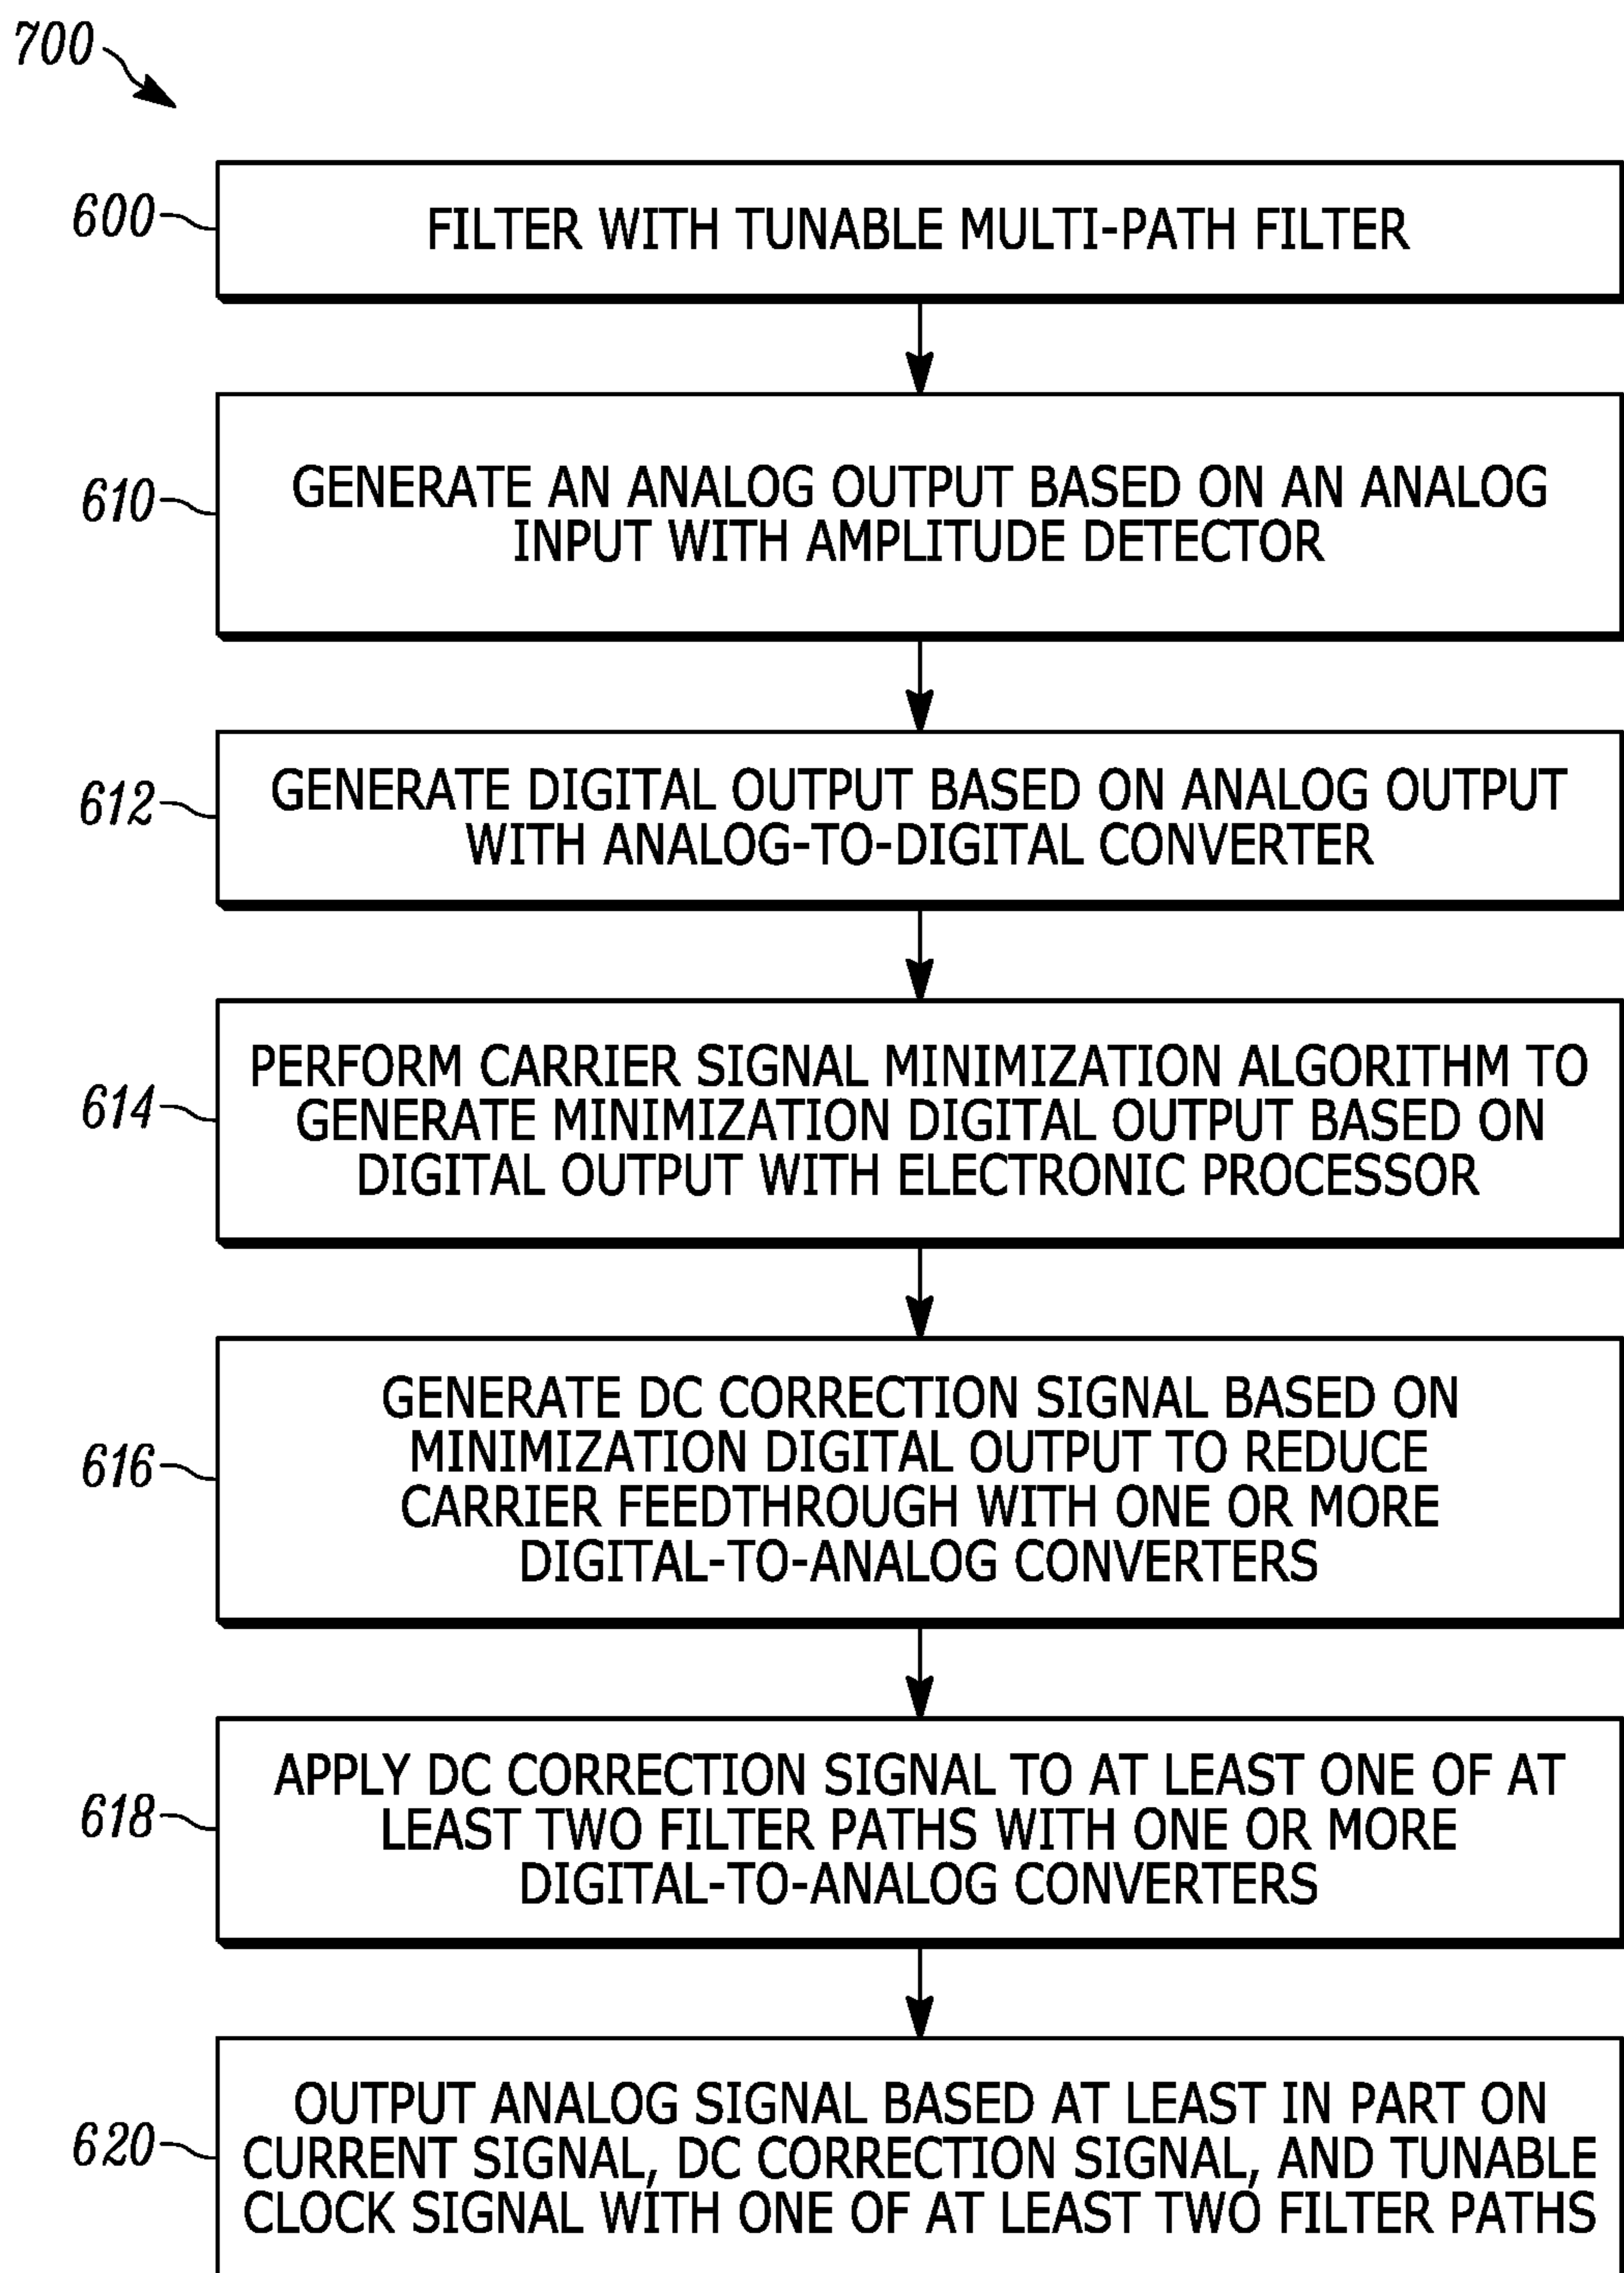 700
600
FILTER WITH TUNABLE MULTI-PATH FILTER
610
GENERATE AN ANALOG OUTPUT BASED ON AN ANALOG
INPUT WITH AMPLITUDE DETECTOR
612
GENERATE DIGITAL OUTPUT BASED ON ANALOG OUTPUT
WITH ANALOG-TO-DIGITAL CONVERTER
614
PERFORM CARRIER SIGNAL MINIMIZATION ALGORITHM TO
GENERATE MINIMIZATION DIGITAL OUTPUT BASED ON
DIGITAL OUTPUT WITH ELECTRONIC PROCESSOR
616
GENERATE DC CORRECTION SIGNAL BASED ON
MINIMIZATION DIGITAL OUTPUT TO REDUCE
CARRIER FEEDTHROUGH WITH ONE OR MORE
DIGITAL-TO-ANALOG CONVERTERS
618
APPLY DC CORRECTION SIGNAL TO AT LEAST ONE OF AT
LEAST TWO FILTER PATHS WITH ONE OR MORE
DIGITAL-TO-ANALOG CONVERTERS
620
OUTPUT ANALOG SIGNAL BASED AT LEAST IN PART ON
CURRENT SIGNAL, DC CORRECTION SIGNAL, AND TUNABLE
CLOCK SIGNAL WITH ONE OF AT LEAST TWO FILTER PATHS